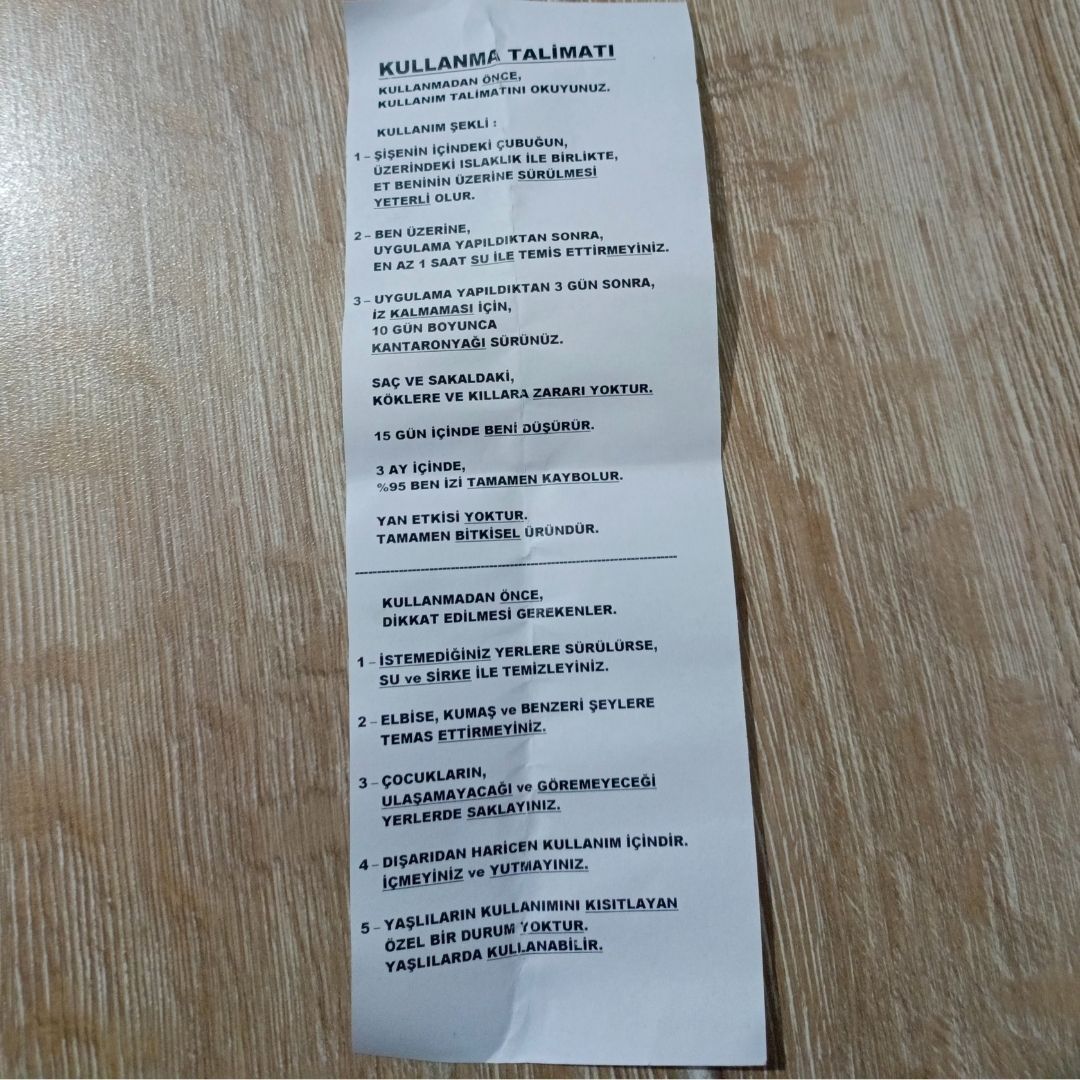 KULLANMA TALİMATI
KULLANMADAN ÖNCE,
KULLANIM TALİMATINI OKUYUNUZ.
KULLANIM ŞEKLİ :
1 – ŞİŞENİN İÇİNDEKİ ÇUBUĞUN,
ÜZERİNDEKİ ISLAKLIK İLE BİRLİKTE,
ET BENİNİN ÜZERİNE SÜRÜLMESİ
YETERLİ OLUR.
2 – BEN ÜZERİNE,
UYGULAMA YAPILDIKTAN SONRA,
EN AZ 1 SAAT SU İLE TEMİS ETTİRMEYİNİZ.
3 – UYGULAMA YAPILDIKTAN 3 GÜN SONRA,
İZ KALMAMASI İÇİN,
10 GÜN BOYUNCA
KANTARONYAĞI SÜRÜNÜZ.
SAÇ VE SAKALDAKİ,
KÖKLERE VE KILLARA ZARARI YOKTUR.
15 GÜN İÇİNDE BENİ DÜŞÜRÜR.
3 AY İÇİNDE,
%95 BEN İZİ TAMAMEN KAYBOLUR.
YAN ETKİSİ YOKTUR.
TAMAMEN BİTKİSEL ÜRÜNDÜR.
KULLANMADAN ÖNCE,
DİKKAT EDİLMESİ GEREKENLER.
1 – İSTEMEDİĞİNİZ YERLERE SÜRÜLÜRSE,
SU ve SİRKE İLE TEMİZLEYİNİZ.
2 – ELBİSE, KUMAŞ ve BENZERİ ŞEYLERE
TEMAS ETTİRMEYİNİZ.
3 – ÇOCUKLARIN,
ULAŞAMAYACAĞI ve GÖREMEYECEĞİ
YERLERDE SAKLAYINIZ.
4 – DIŞARIDAN HARİCEN KULLANIM İÇİNDİR.
İÇMEYİNİZ ve YUTMAYINIZ.
5 – YAŞLILARIN KULLANIMINI KISITLAYAN
ÖZEL BİR DURUM YOKTUR.
YAŞLILARDA KULLANABİLİR.